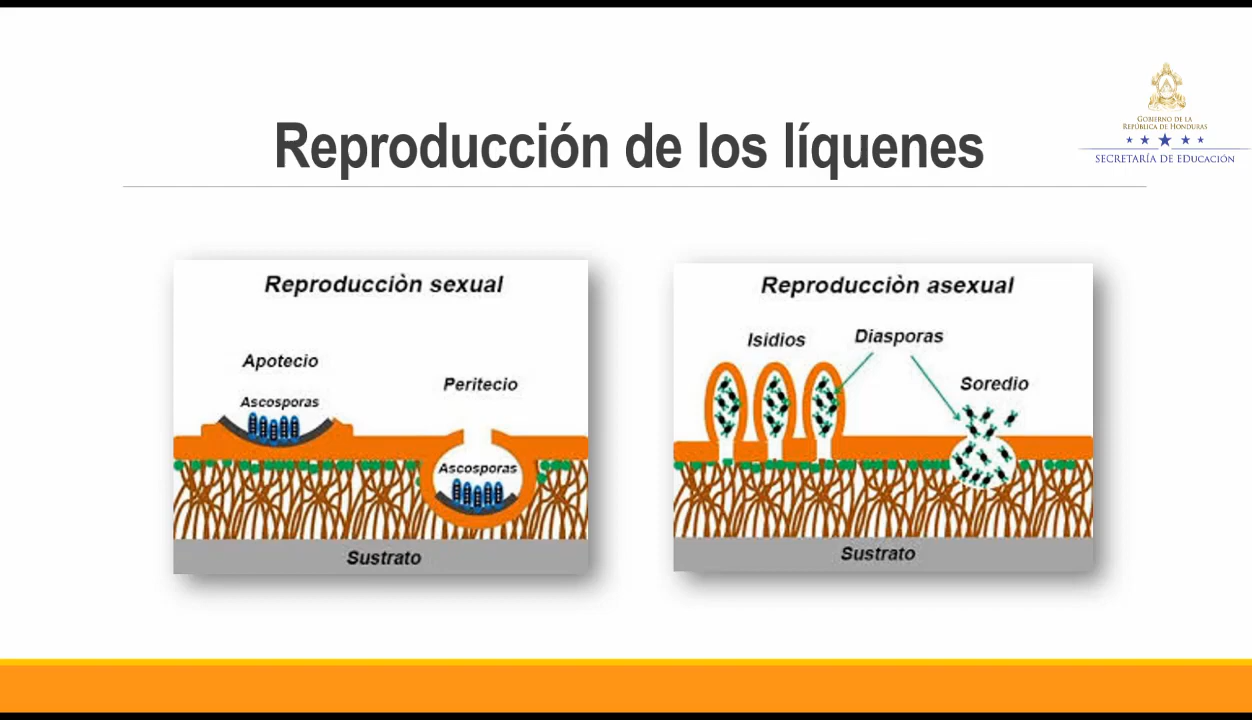 Reproducción de los líquenes
GOBIERNO DE LA
REPÚBLICA DE HONDURAS
SECRETARÍA DE EDUCACIÓN
Reproducciòn sexual
Apotecio
Ascosporas
Peritecio
Ascosporas
Sustrato
Reproducciòn asexual
Isidios
Diasporas
Soredio
Sustrato